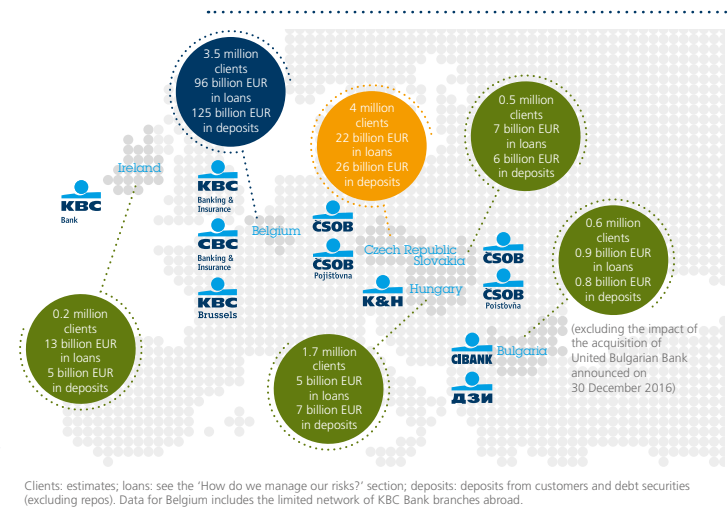 3.5 million
clients
96 billion EUR
in loans
125 billion EUR
in deposits
4 million
clients
22 billion EUR
in loans
26 billion EUR
in deposits
0.5 million
clients
7 billion EUR
in loans
6 billion EUR
in deposits
Ireland
KBC
Bank
KBC
Banking &
Insurance
CBC
Banking &
Insurance
KBC
Brussels
Belgium
ČSOB
ČSOB
Pojišťovna
Czech Republic
Slovakia
ČSOB
ČSOB
Poisťovňa
K&H
Hungary
0.6 million
clients
0.9 billion EUR
in loans
0.8 billion EUR
in deposits
0.2 million
clients
13 billion EUR
in loans
5 billion EUR
in deposits
1.7 million
clients
5 billion EUR
in loans
7 billion EUR
in deposits
CIBANK
Bulgaria
ДЗИ
(excluding the impact of
the acquisition of
United Bulgarian Bank
announced on
30 December 2016)
Clients: estimates; loans: see the ‘How do we manage our risks?’ section; deposits: deposits from customers and debt securities
(excluding repos). Data for Belgium includes the limited network of KBC Bank branches abroad.